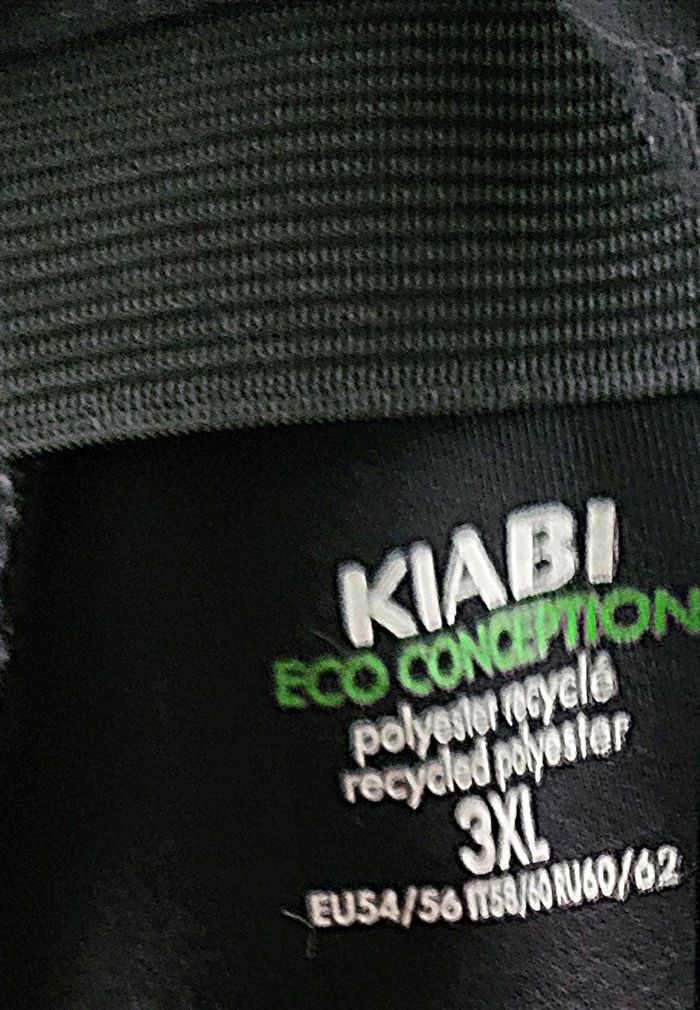 KIABI
ECO CONCEPTION
polyester recyclé
recycled polyester
3XL
EU54/56 IT58/60 RU60/62